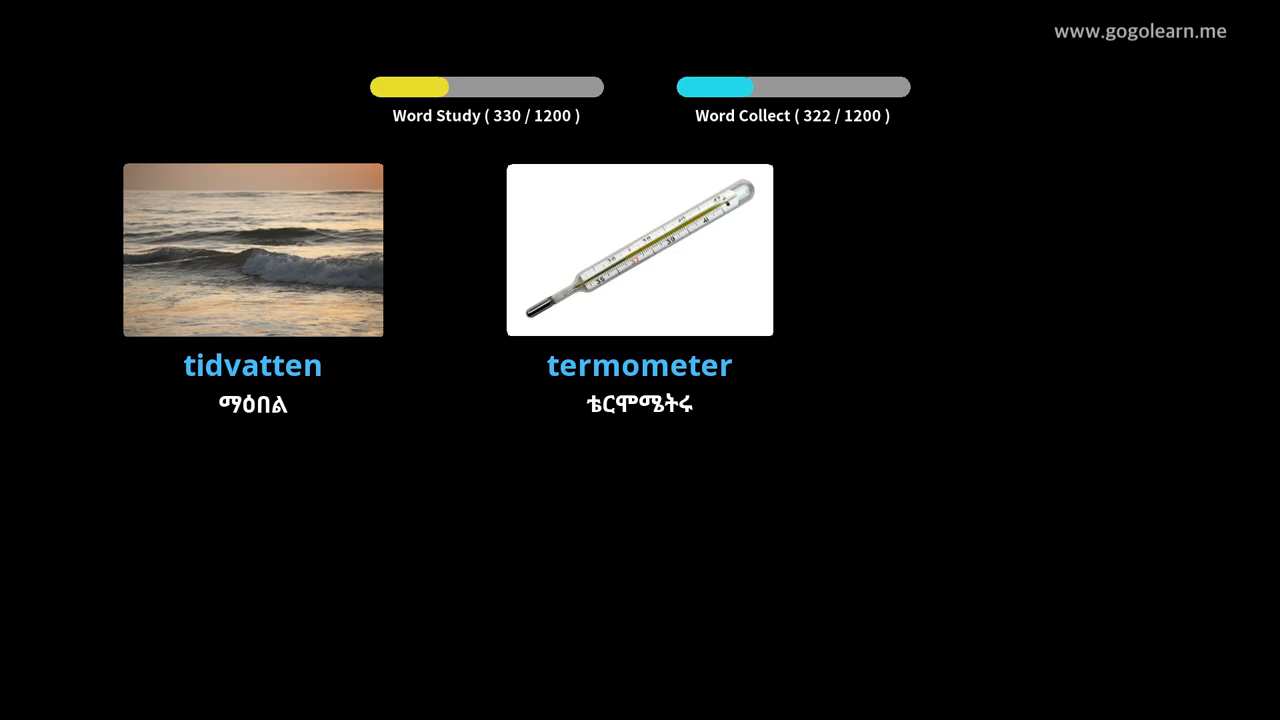 www.gogolearn.me
Word Study ( 330 / 1200 )
Word Collect ( 322 / 1200 )
tidvatten
ማዕበል
termometer
ቴርሞሜትሩ